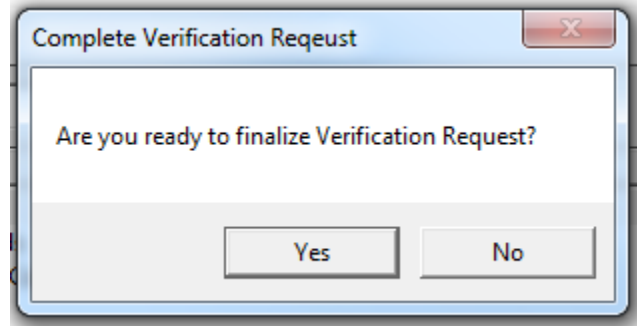 Complete Verification Reqeust
Are you ready to finalize Verification Request?
Yes
No